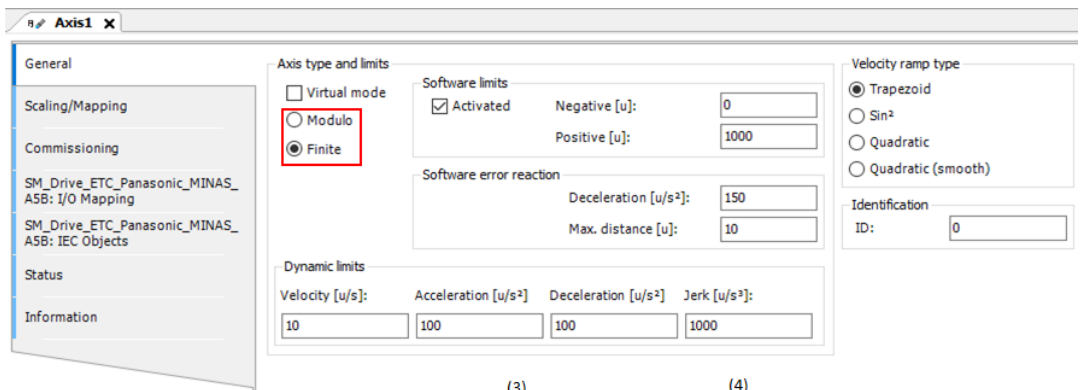 Axis1
General
Scaling/Mapping
Commissioning
SM_Drive_ETC_Panasonic_MINAS_
A5B: I/O Mapping
SM_Drive_ETC_Panasonic_MINAS_
A5B: IEC Objects
Status
Information
Axis type and limits
Virtual mode
Modulo
Finite
Software limits
Activated
Negative [u]: 0
Positive [u]: 1000
Software error reaction
Deceleration [u/s²]: 150
Max. distance [u]: 10
Dynamic limits
Velocity [u/s]: Acceleration [u/s²] Deceleration [u/s²] Jerk [u/s³]:
10 100 100 1000
Velocity ramp type
Trapezoid
Sin²
Quadratic
Quadratic (smooth)
Identification
ID: 0
(3) (4)